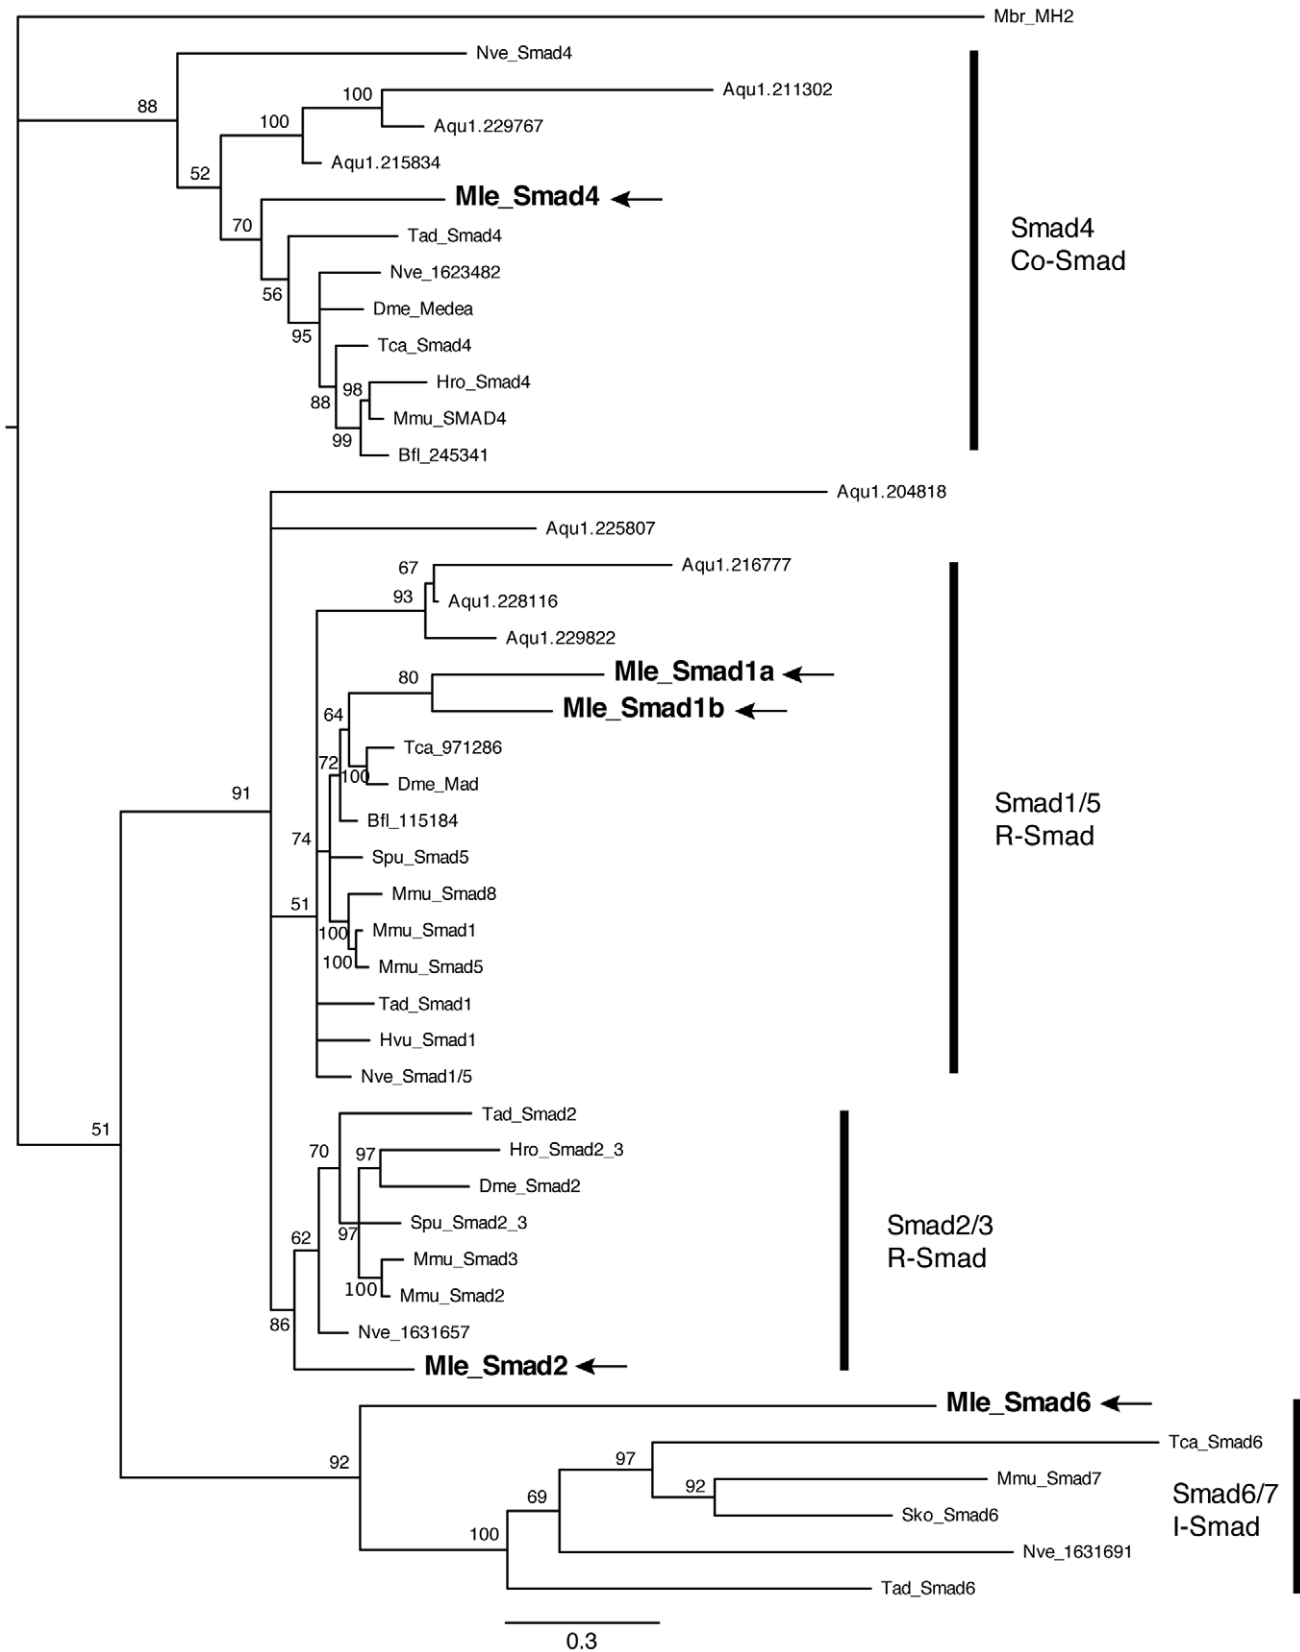 Mbr_MH2
Nve_Smad4
88
100
Aqu1.211302
100
Aqu1.229767
Aqu1.215834
52
Mle_Smad4
70
Tad_Smad4
Nve_1623482
56
Dme_Medea
95
Tca_Smad4
Hro_Smad4
98
88
Mmu_SMAD4
99
Bfl_245341
Smad4
Co-Smad
Aqu1.204818
Aqu1.225807
67
Aqu1.216777
93
Aqu1.228116
Aqu1.229822
80
Mle_Smad1a
Mle_Smad1b
64
Tca_971286
72
100
Dme_Mad
91
Bfl_115184
74
Spu_Smad5
Mmu_Smad8
51
100
Mmu_Smad1
100
Mmu_Smad5
Tad_Smad1
Hvu_Smad1
Nve_Smad1/5
Smad1/5
R-Smad
51
Tad_Smad2
70
97
Hro_Smad2_3
Dme_Smad2
Spu_Smad2_3
97
62
Mmu_Smad3
100
Mmu_Smad2
86
Nve_1631657
Mle_Smad2
Smad2/3
R-Smad
Mle_Smad6
92
97
Tca_Smad6
92
Mmu_Smad7
69
Sko_Smad6
100
Nve_1631691
Tad_Smad6
Smad6/7
I-Smad
0.3